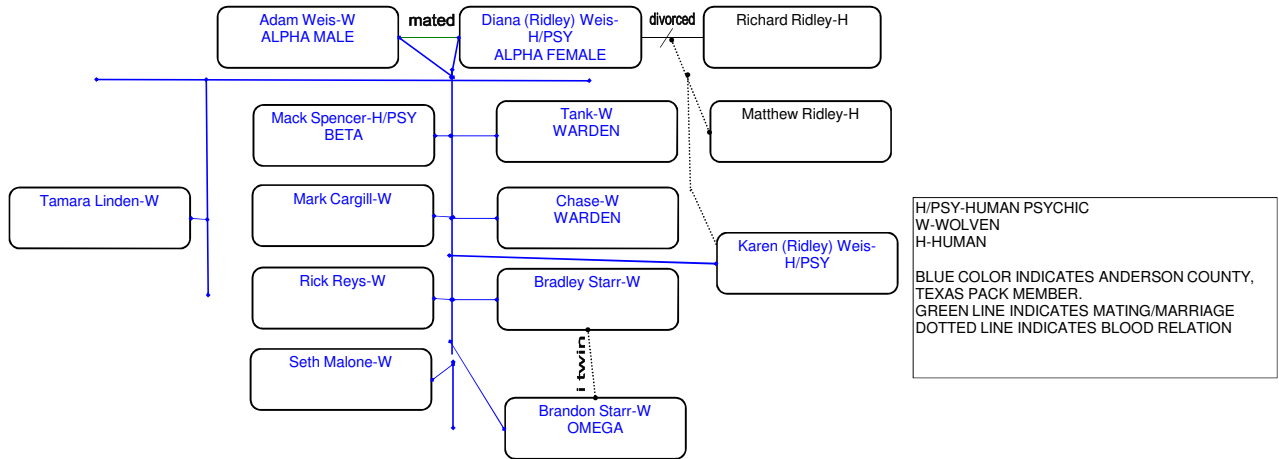 Adam Weis-W
ALPHA MALE
mated
Diana (Ridley) Weis-
H/PSY
ALPHA FEMALE
divorced
Richard Ridley-H
Mack Spencer-H/PSY
BETA
Tank-W
WARDEN
Matthew Ridley-H
Tamara Linden-W
Mark Cargill-W
Chase-W
WARDEN
Karen (Ridley) Weis-
H/PSY
Rick Reys-W
Bradley Starr-W
Seth Malone-W
i twin
Brandon Starr-W
OMEGA
H/PSY-HUMAN PSYCHIC
W-WOLVEN
H-HUMAN
BLUE COLOR INDICATES ANDERSON COUNTY,
TEXAS PACK MEMBER.
GREEN LINE INDICATES MATING/MARRIAGE
DOTTED LINE INDICATES BLOOD RELATION